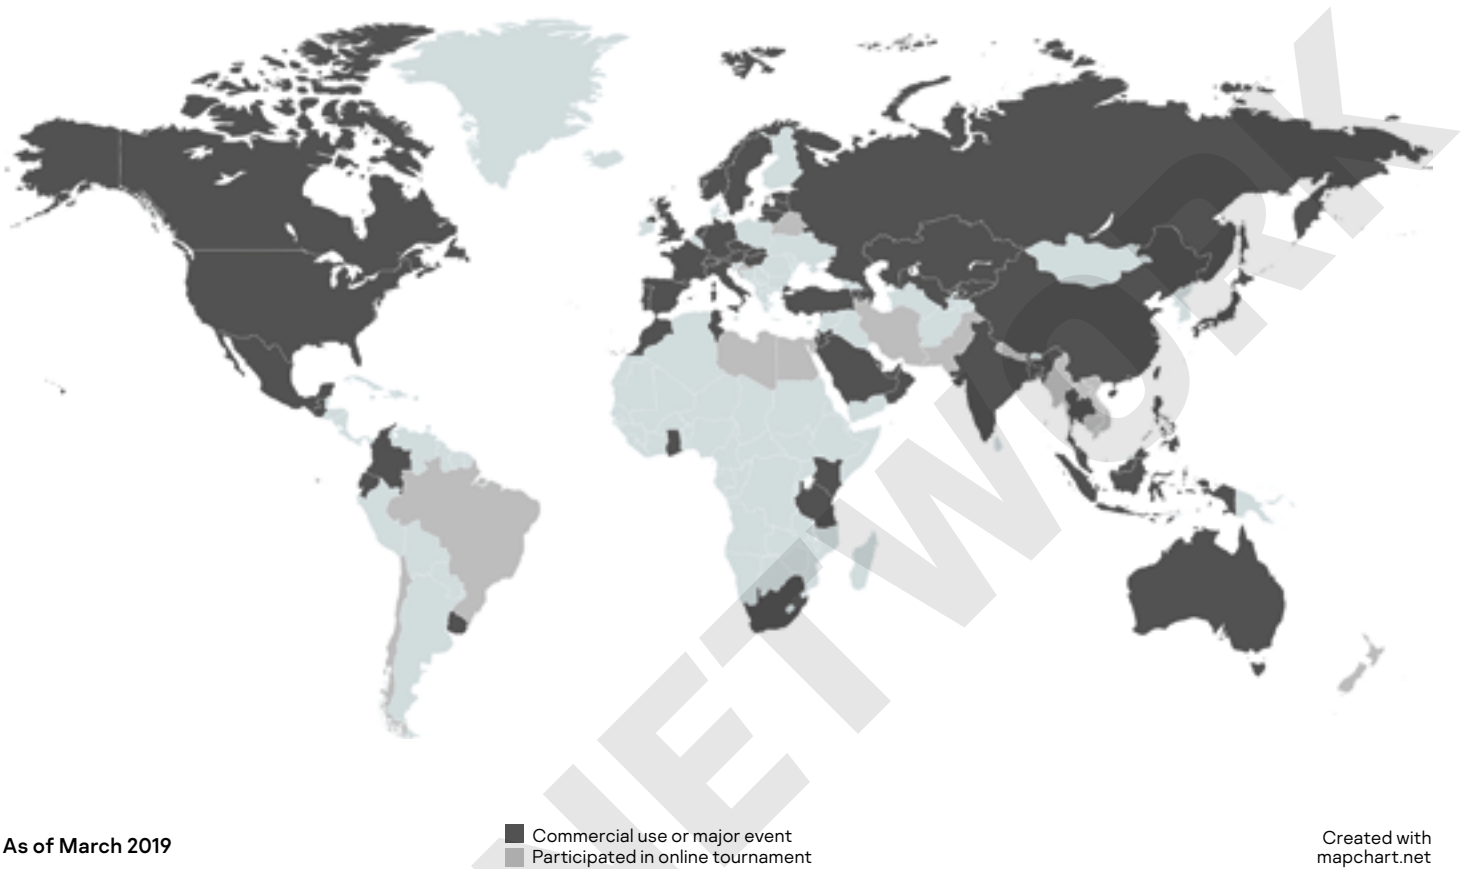 NETWORK
As of March 2019
Commercial use or major event
Participated in online tournament
Created with
mapchart.net